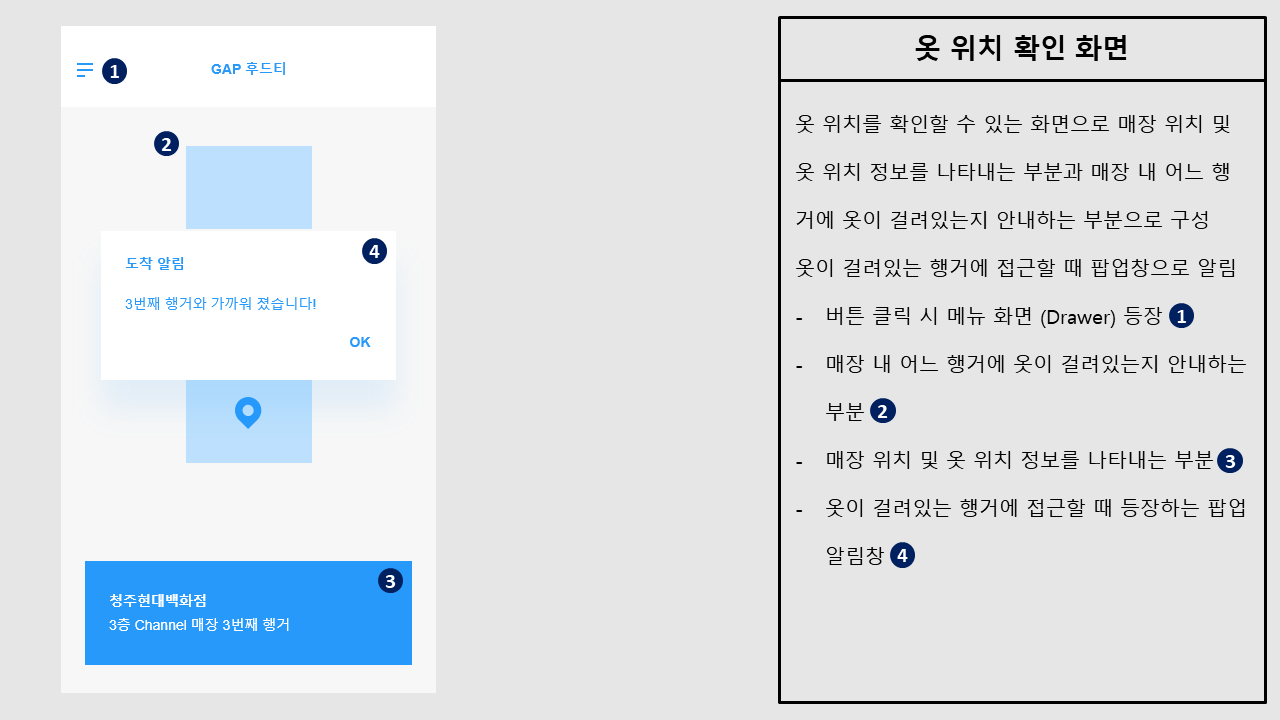 1
GAP 후드티
2
4
도착 알림
3번째 행거와 가까워 졌습니다!
OK
3
청주현대백화점
3층 Channel 매장 3번째 행거
옷 위치 확인 화면
옷 위치를 확인할 수 있는 화면으로 매장 위치 및
옷 위치 정보를 나타내는 부분과 매장 내 어느 행
거에 옷이 걸려있는지 안내하는 부분으로 구성
옷이 걸려있는 행거에 접근할 때 팝업창으로 알림
- 버튼 클릭 시 메뉴 화면 (Drawer) 등장 1
- 매장 내 어느 행거에 옷이 걸려있는지 안내하는
부분 2
- 매장 위치 및 옷 위치 정보를 나타내는 부분 3
- 옷이 걸려있는 행거에 접근할 때 등장하는 팝업
알림창 4